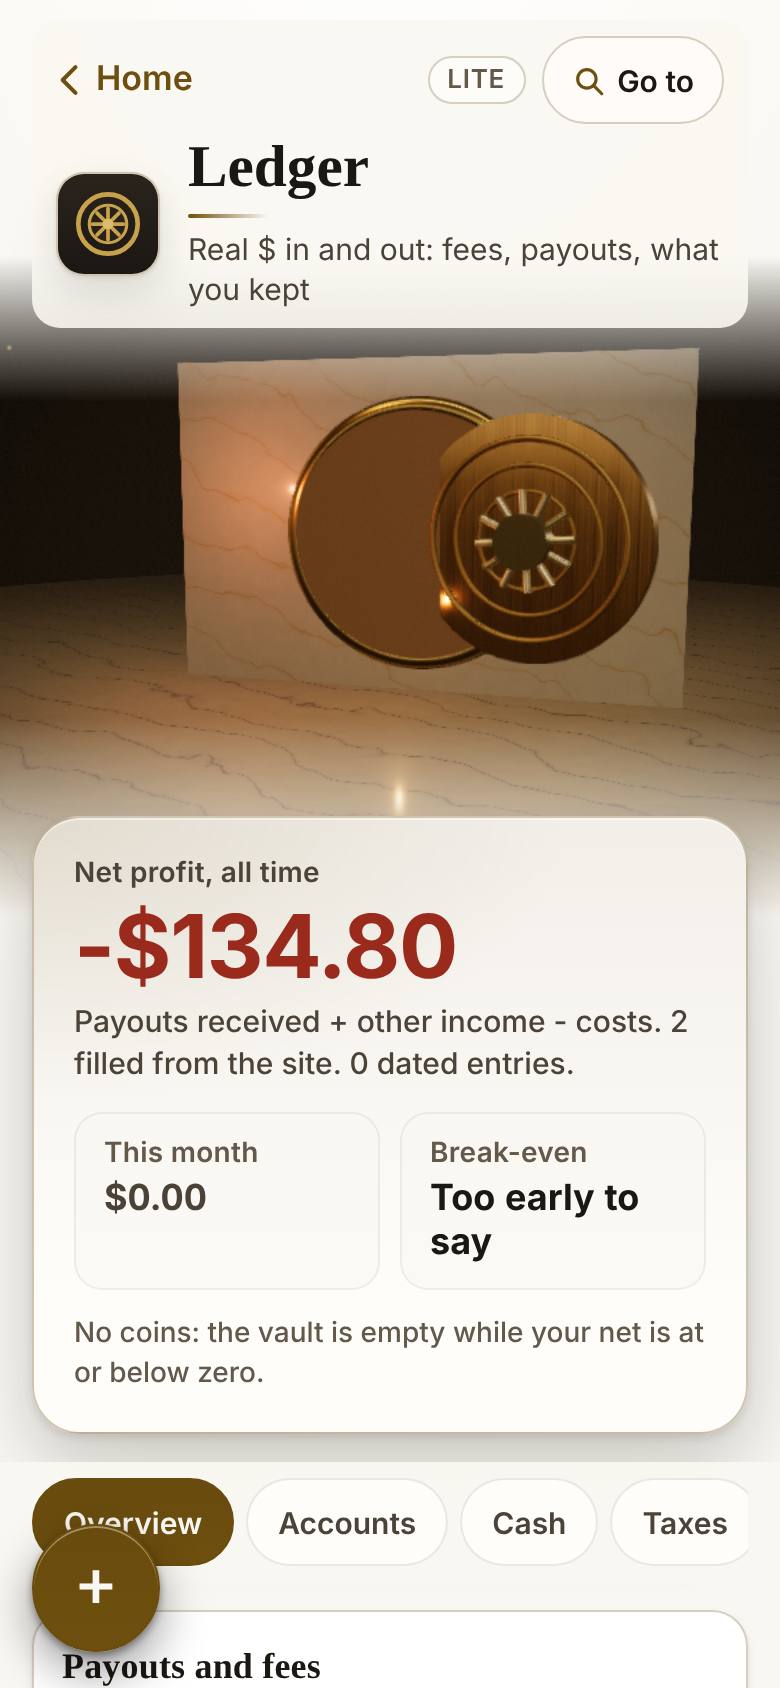 Home
LITE
Go to
Ledger
Real $ in and out: fees, payouts, what
you kept
Net profit, all time
-$134.80
Payouts received + other income - costs. 2
filled from the site. 0 dated entries.
This month
$0.00
Break-even
Too early to
say
No coins: the vault is empty while your net is at
or below zero.
Overview
Accounts
Cash
Taxes
+
Payouts and fees